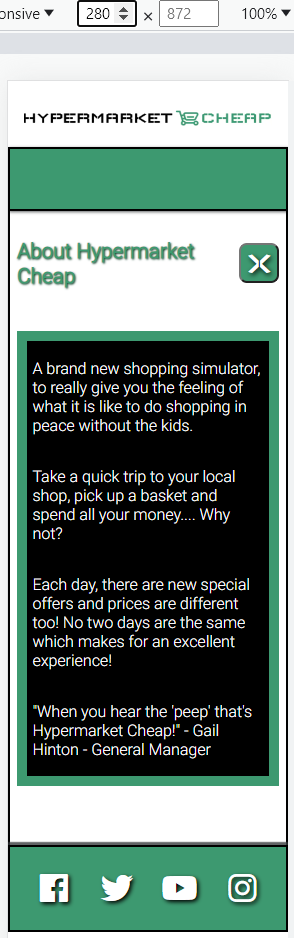 onsive 280 × 872 100%
HYPERMARKET CHEAP
About Hypermarket
Cheap
A brand new shopping simulator,
to really give you the feeling of
what it is like to do shopping in
peace without the kids.
Take a quick trip to your local
shop, pick up a basket and
spend all your money.... Why
not?
Each day, there are new special
offers and prices are different
too! No two days are the same
which makes for an excellent
experience!
"When you hear the 'peep' that's
Hypermarket Cheap!" - Gail
Hinton - General Manager